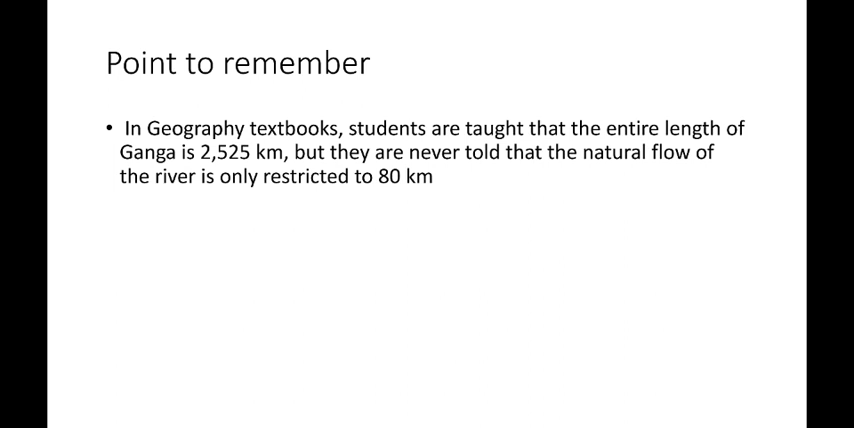 Point to remember
• In Geography textbooks, students are taught that the entire length of
Ganga is 2,525 km, but they are never told that the natural flow of
the river is only restricted to 80 km